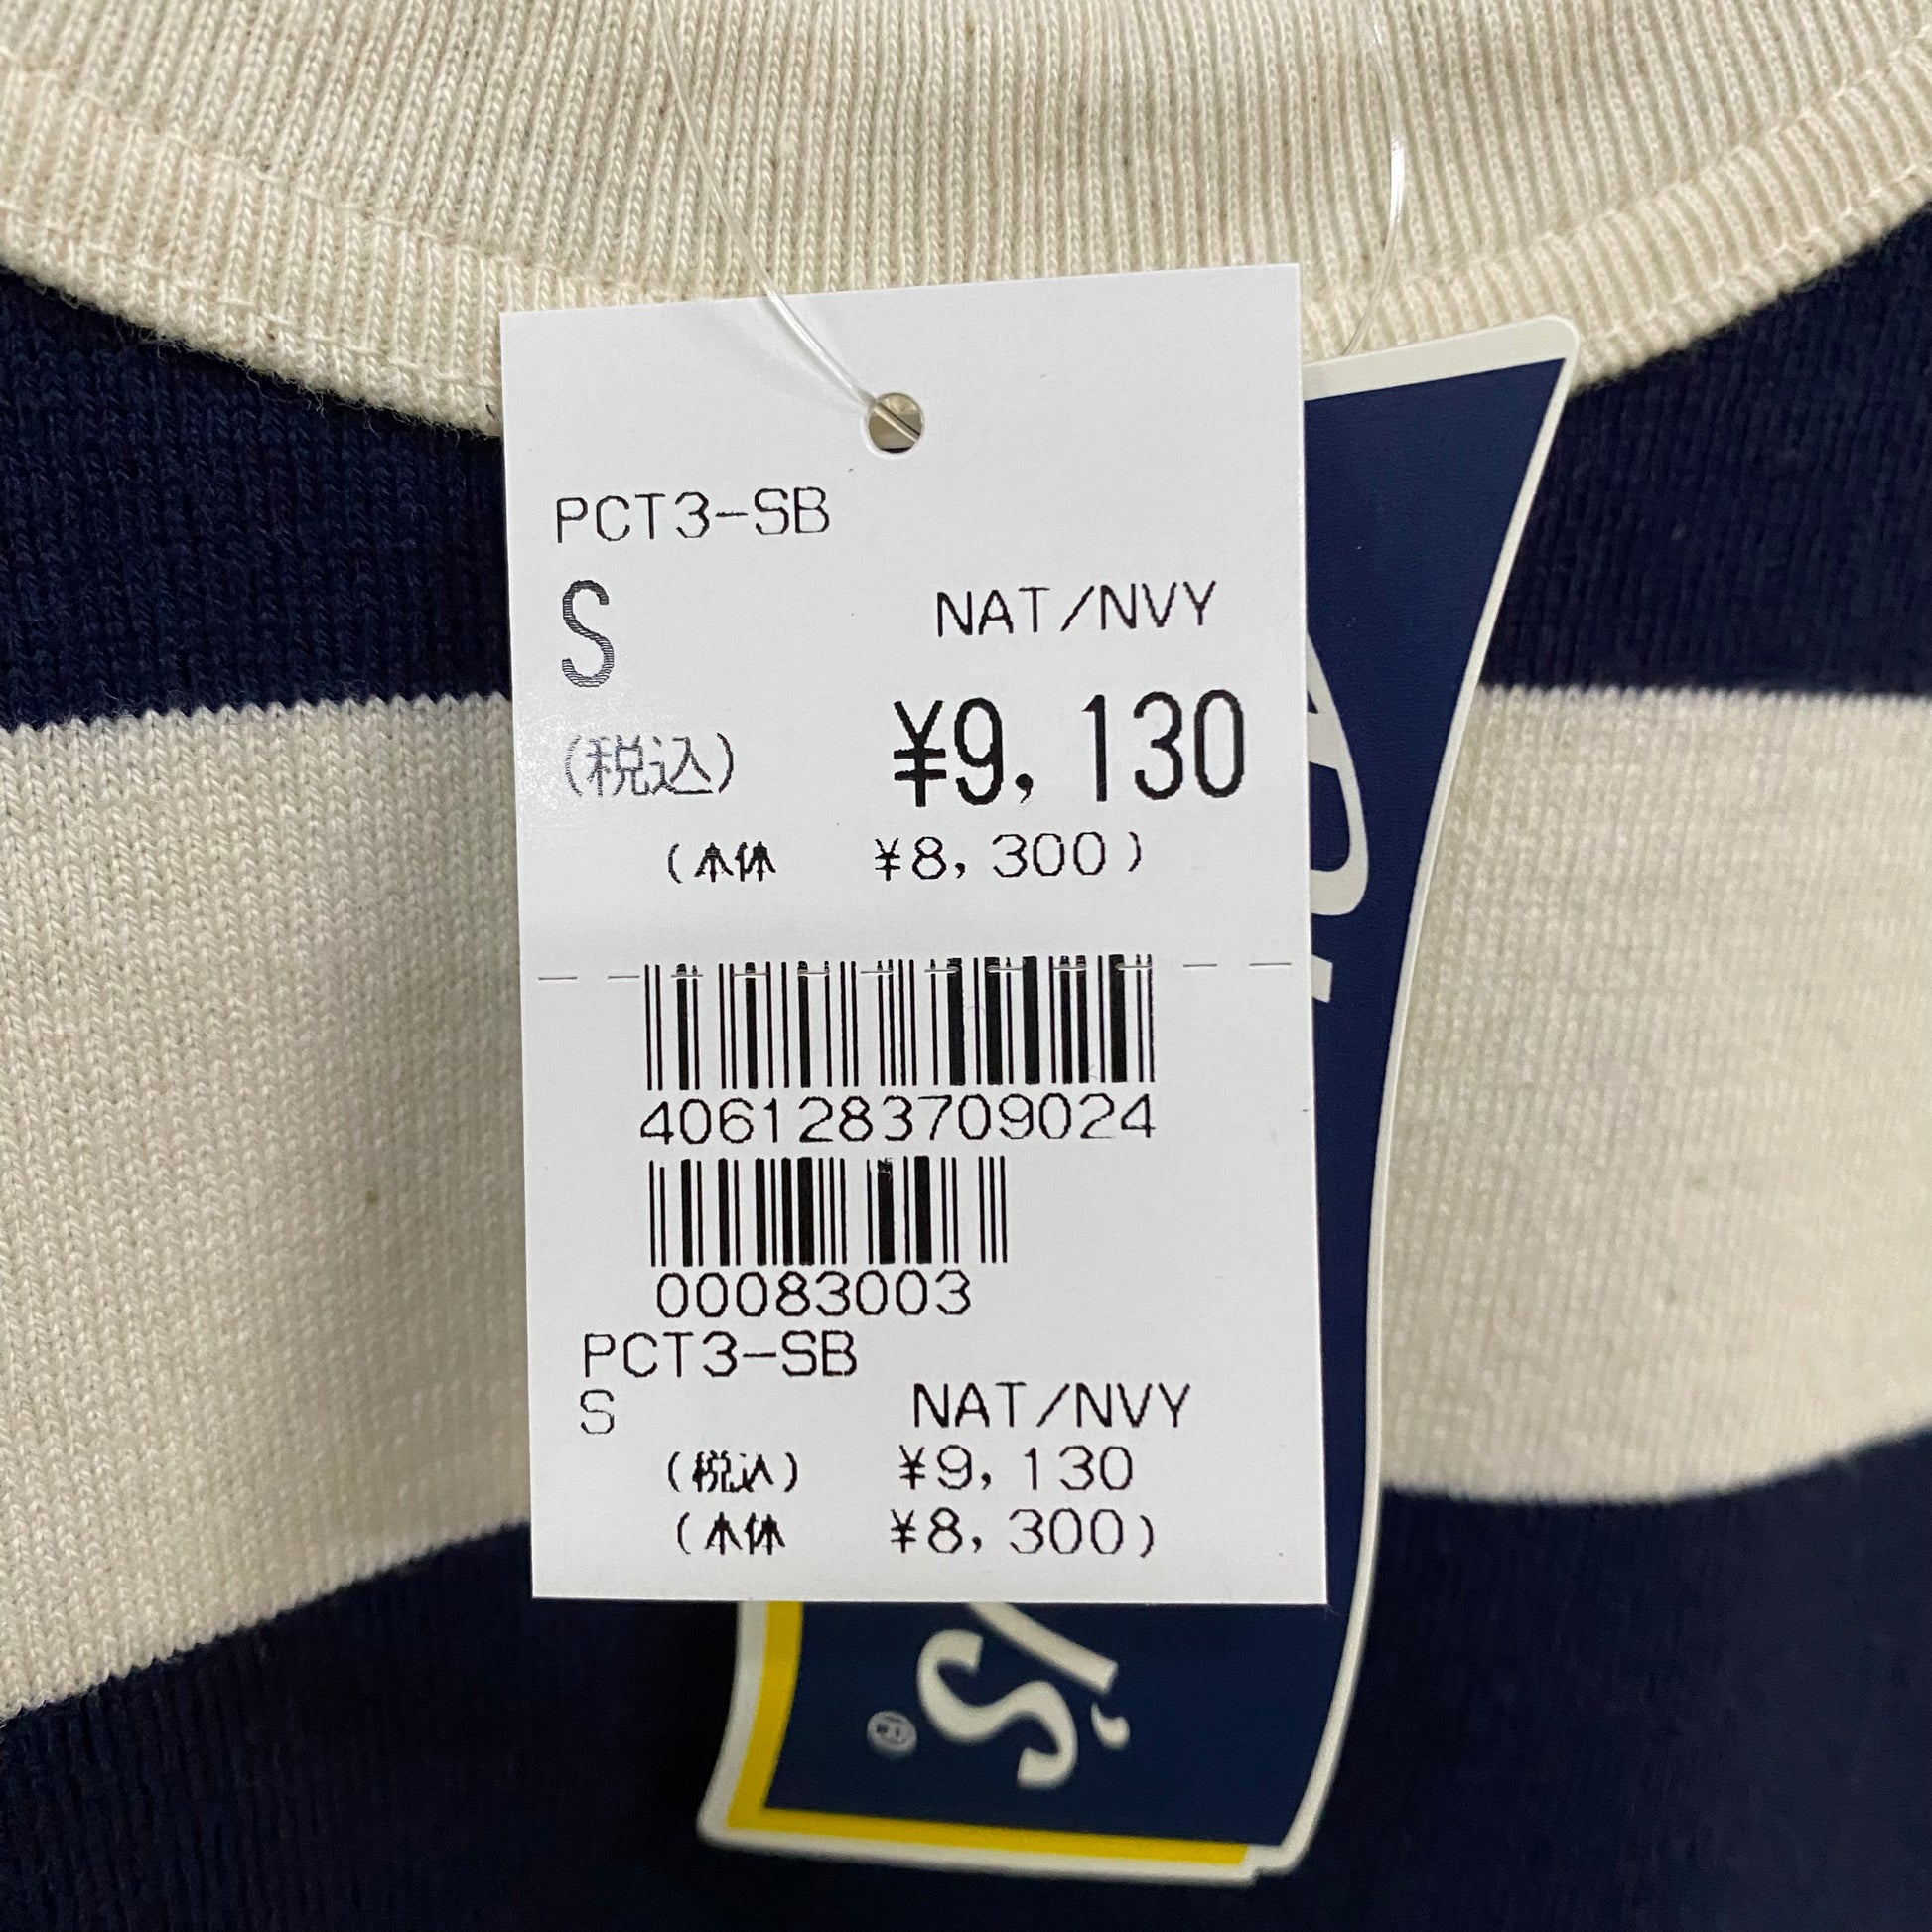 PCT3-SB
S NAT/NVY
(税込) ¥9,130
(本体 ¥8,300)
4061283709024
00083003
PCT3-SB
S NAT/NVY
(税込) ¥9,130
(本体 ¥8,300)
's
®